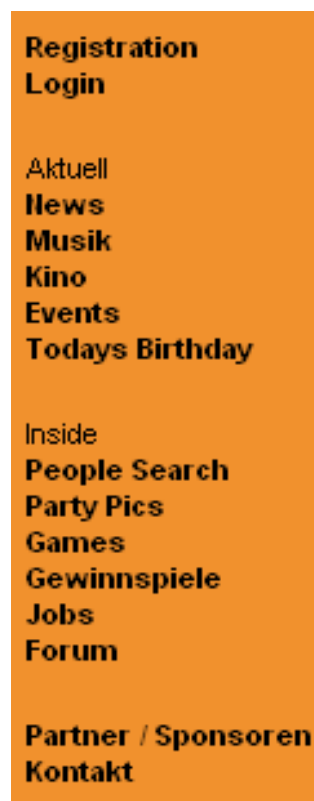 Registration
Login
Aktuell
News
Musik
Kino
Events
Todays Birthday
Inside
People Search
Party Pics
Games
Gewinnspiele
Jobs
Forum
Partner / Sponsoren
Kontakt